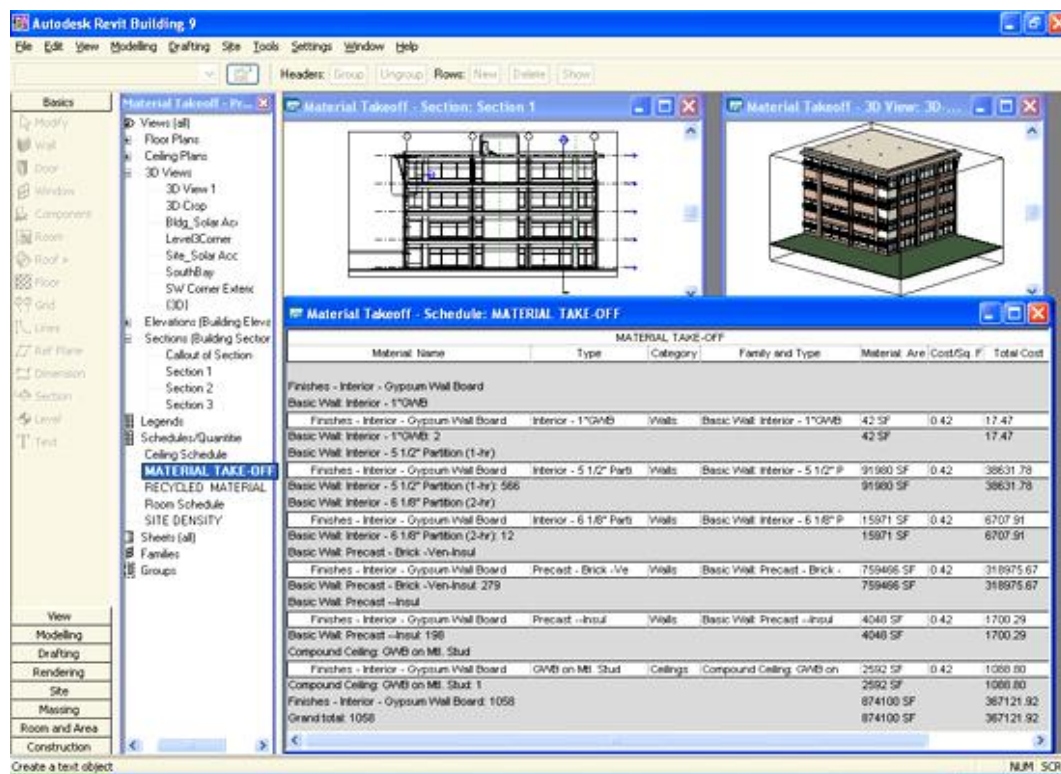 Autodesk Revit Building 9
File Edit View Modelling Drafting Site Tools Settings Window Help
Headers: Group Ungroup Rows: New Delete Show
Basics
Modify
Wall
Door
Window
Component
Room
Roof »
Floor
Grid
Lines
Ref Plane
Dimension
Section
Level
Text
View
Modelling
Drafting
Rendering
Site
Massing
Room and Area
Construction
Material Takeoff - Pr...
Views (all)
Floor Plans
Ceiling Plans
3D Views
3D View 1
3D Crop
Bldg_Solar Acc
Level3Corner
Site_Solar Acc
SouthBay
SW Corner Exteric
{3D}
Elevations (Building Eleva
Sections (Building Section
Callout of Section
Section 1
Section 2
Section 3
Legends
Schedules/Quantitie
Ceiling Schedule
MATERIAL TAKE-OFF
RECYCLED MATERIAL
Room Schedule
SITE DENSITY
Sheets (all)
Families
Groups
Material Takeoff - Section: Section 1
Material Takeoff - 3D View: 3D-...
Material Takeoff - Schedule: MATERIAL TAKE-OFF
MATERIAL TAKE-OFF
Material: Name Type Category Family and Type Material: Are Cost/Sq. F Total Cost
Finishes - Interior - Gypsum Wall Board
Basic Wall: Interior - 1"GWB
Finishes - Interior - Gypsum Wall Board Interior - 1"GWB Walls Basic Wall: Interior - 1"GWB 42 SF 0.42 17.47
Basic Wall: Interior - 1"GWB: 2 42 SF 17.47
Basic Wall: Interior - 5 1/2" Partition (1-hr)
Finishes - Interior - Gypsum Wall Board Interior - 5 1/2" Parti Walls Basic Wall: Interior - 5 1/2" P 91980 SF 0.42 38631.78
Basic Wall: Interior - 5 1/2" Partition (1-hr): 566 91980 SF 38631.78
Basic Wall: Interior - 6 1/8" Partition (2-hr)
Finishes - Interior - Gypsum Wall Board Interior - 6 1/8" Parti Walls Basic Wall: Interior - 6 1/8" P 15971 SF 0.42 6707.91
Basic Wall: Interior - 6 1/8" Partition (2-hr): 12 15971 SF 6707.91
Basic Wall: Precast - Brick -Ven-Insul
Finishes - Interior - Gypsum Wall Board Precast - Brick -Ve Walls Basic Wall: Precast - Brick - 759466 SF 0.42 318975.67
Basic Wall: Precast - Brick -Ven-Insul: 279 759466 SF 318975.67
Basic Wall: Precast --Insul
Finishes - Interior - Gypsum Wall Board Precast --Insul Walls Basic Wall: Precast --Insul 4048 SF 0.42 1700.29
Basic Wall: Precast --Insul: 198 4048 SF 1700.29
Compound Ceiling: GWB on Mtl. Stud
Finishes - Interior - Gypsum Wall Board GWB on Mtl. Stud Ceilings Compound Ceiling: GWB on 2592 SF 0.42 1088.80
Compound Ceiling: GWB on Mtl. Stud: 1 2592 SF 1088.80
Finishes - Interior - Gypsum Wall Board: 1058 874100 SF 367121.92
Grand total: 1058 874100 SF 367121.92
Create a text object NUM SCR